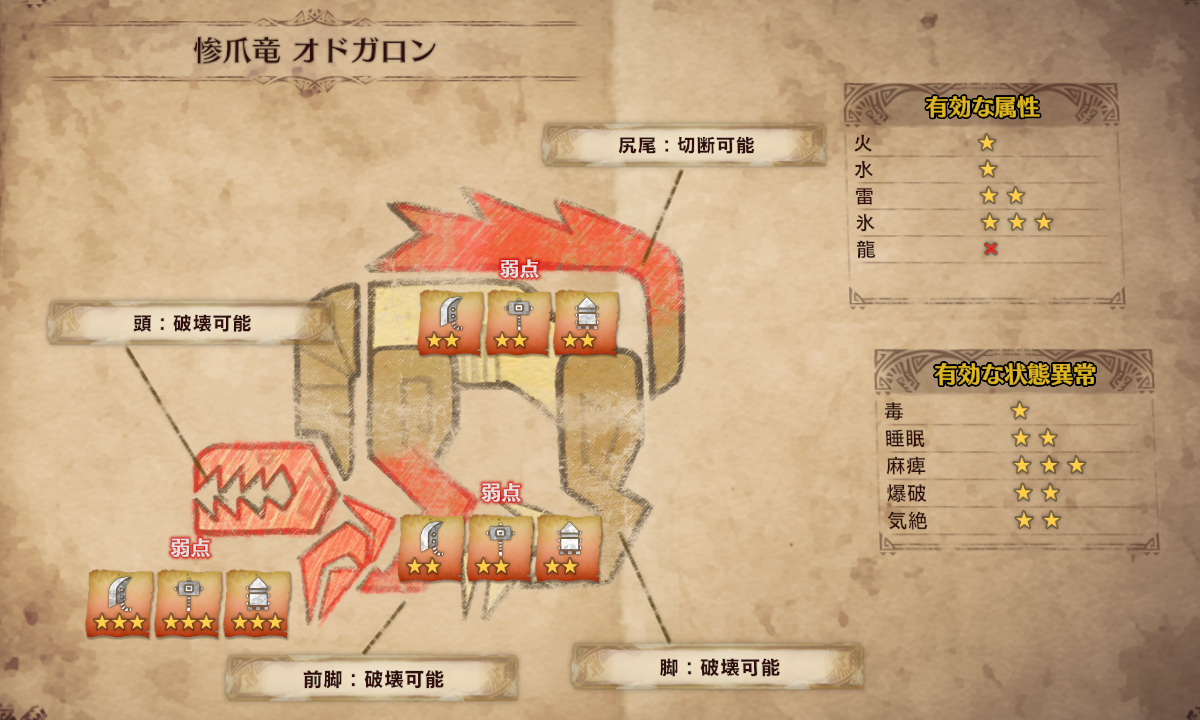 惨爪竜 オドガロン
尻尾：切断可能
弱点
頭：破壊可能
弱点
弱点
前脚：破壊可能
脚：破壊可能
有効な属性
火
水
雷
氷
龍
有効な状態異常
毒
睡眠
麻痺
爆破
気絶